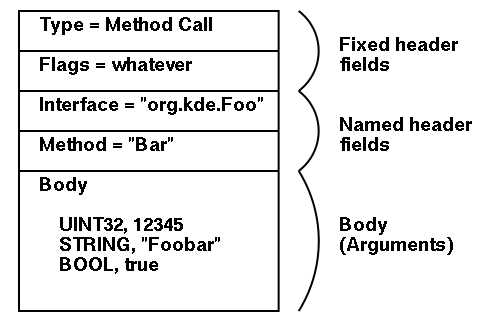 Type = Method Call
Flags = whatever
Interface = "org.kde.Foo"
Method = "Bar"
Body
UINT32, 12345
STRING, "Foobar"
BOOL, true
Fixed header
fields
Named header
fields
Body
(Arguments)